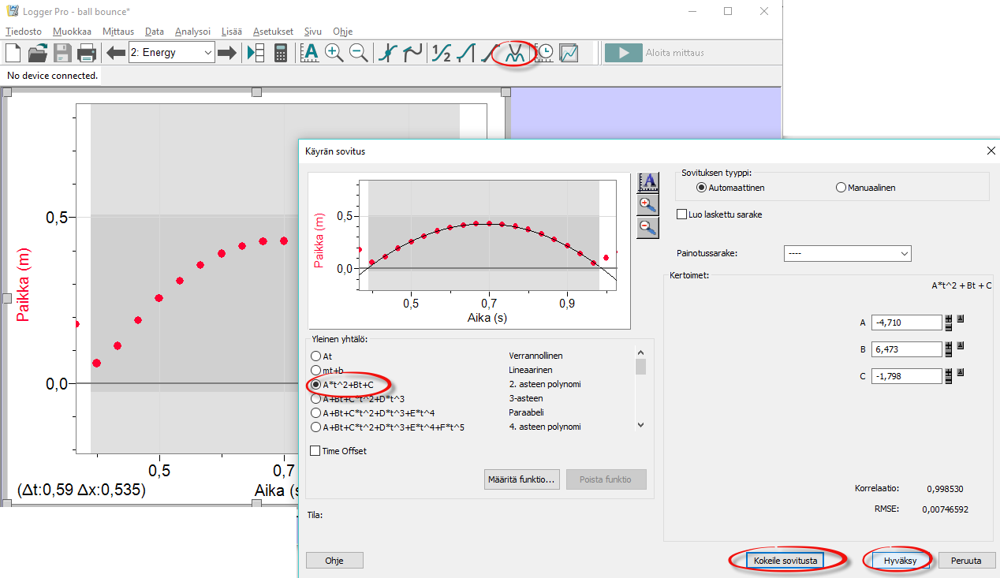 Logger Pro - ball bounce*
Tiedosto Muokkaa Mittaus Data Analysoi Lisää Asetukset Sivu Ohje
2: Energy
Aloita mittaus
No device connected.
0,5
0,0
Paikka (m)
0,5 0,7
(Δt:0,59 Δx:0,535)
Aika (s
Käyrän sovitus
0,5
0,0
Paikka (m)
0,5 0,7 0,9
Aika (s)
Sovituksen tyyppi:
Automaattinen Manuaalinen
Luo laskettu sarake
Painotussarake: ----
Kertoimet:
A*t^2 + Bt + C
A -4,710
B 6,473
C -1,798
Korrelaatio: 0,998530
RMSE: 0,00746592
Yleinen yhtälö:
At Verrannollinen
mt+b Lineaarinen
A*t^2+Bt+C 2. asteen polynomi
A+Bt+C*t^2+D*t^3 3-asteen
A+Bt+C*t^2+D*t^3+E*t^4 Paraabeli
A+Bt+C*t^2+D*t^3+E*t^4+F*t^5 4. asteen polynomi
Time Offset
Määritä funktio... Poista funktio
Tila:
Ohje Kokeile sovitusta Hyväksy Peruuta